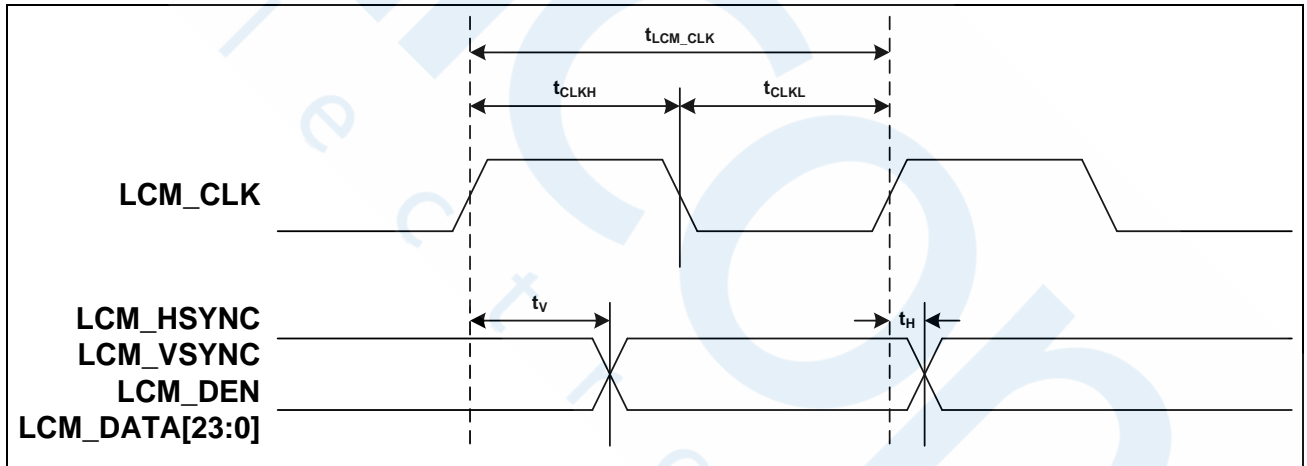 tLCM_CLK
tCLKH
tCLKL
LCM_CLK
tV
tH
LCM_HSYNC
LCM_VSYNC
LCM_DEN
LCM_DATA[23:0]